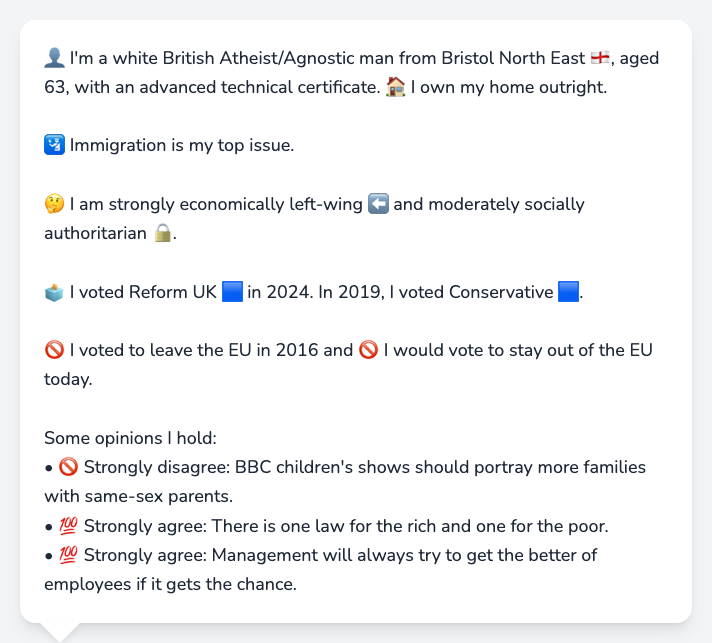 👤 I'm a white British Atheist/Agnostic man from Bristol North East 🏴󠁧󠁢󠁥󠁮󠁧󠁿, aged
63, with an advanced technical certificate. 🏠 I own my home outright.
🛂 Immigration is my top issue.
🤔 I am strongly economically left-wing ⬅️ and moderately socially
authoritarian 🔒.
🗳️ I voted Reform UK 🟦 in 2024. In 2019, I voted Conservative 🟦.
🚫 I voted to leave the EU in 2016 and 🚫 I would vote to stay out of the EU
today.
Some opinions I hold:
• 🚫 Strongly disagree: BBC children's shows should portray more families
with same-sex parents.
• 💯 Strongly agree: There is one law for the rich and one for the poor.
• 💯 Strongly agree: Management will always try to get the better of
employees if it gets the chance.